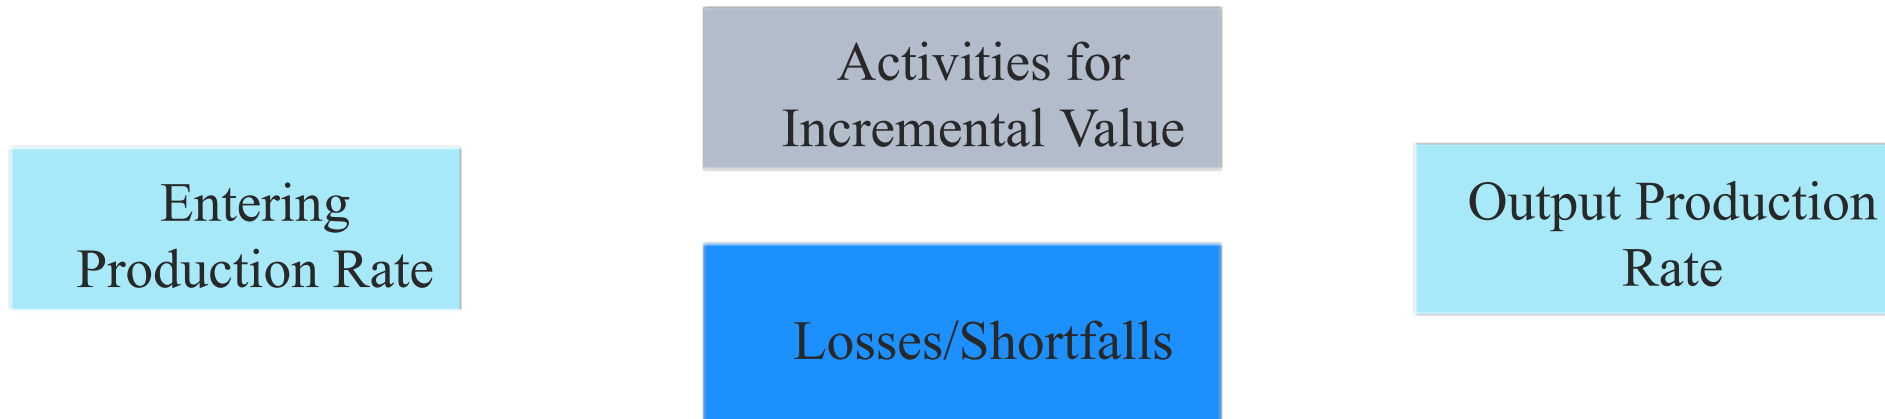 Activities for
Incremental Value
Entering
Production Rate
Output Production
Rate
Losses/Shortfalls